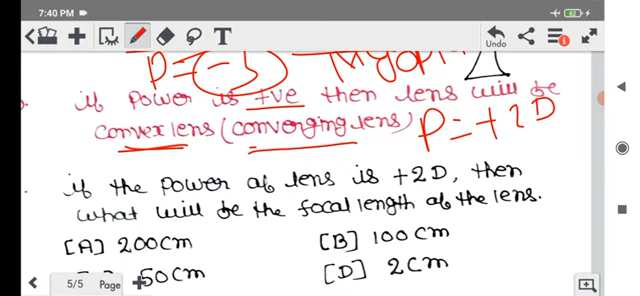 7:40 PM
62
T
Undo
P = (-)
if power is +ve then lens will be
convex lens (converging lens)
P = +2D
if the power of lens is +2D, then
what will be the focal length of the lens.
[A] 200cm
[B] 100cm
50cm
[D] 2cm
5/5 Page